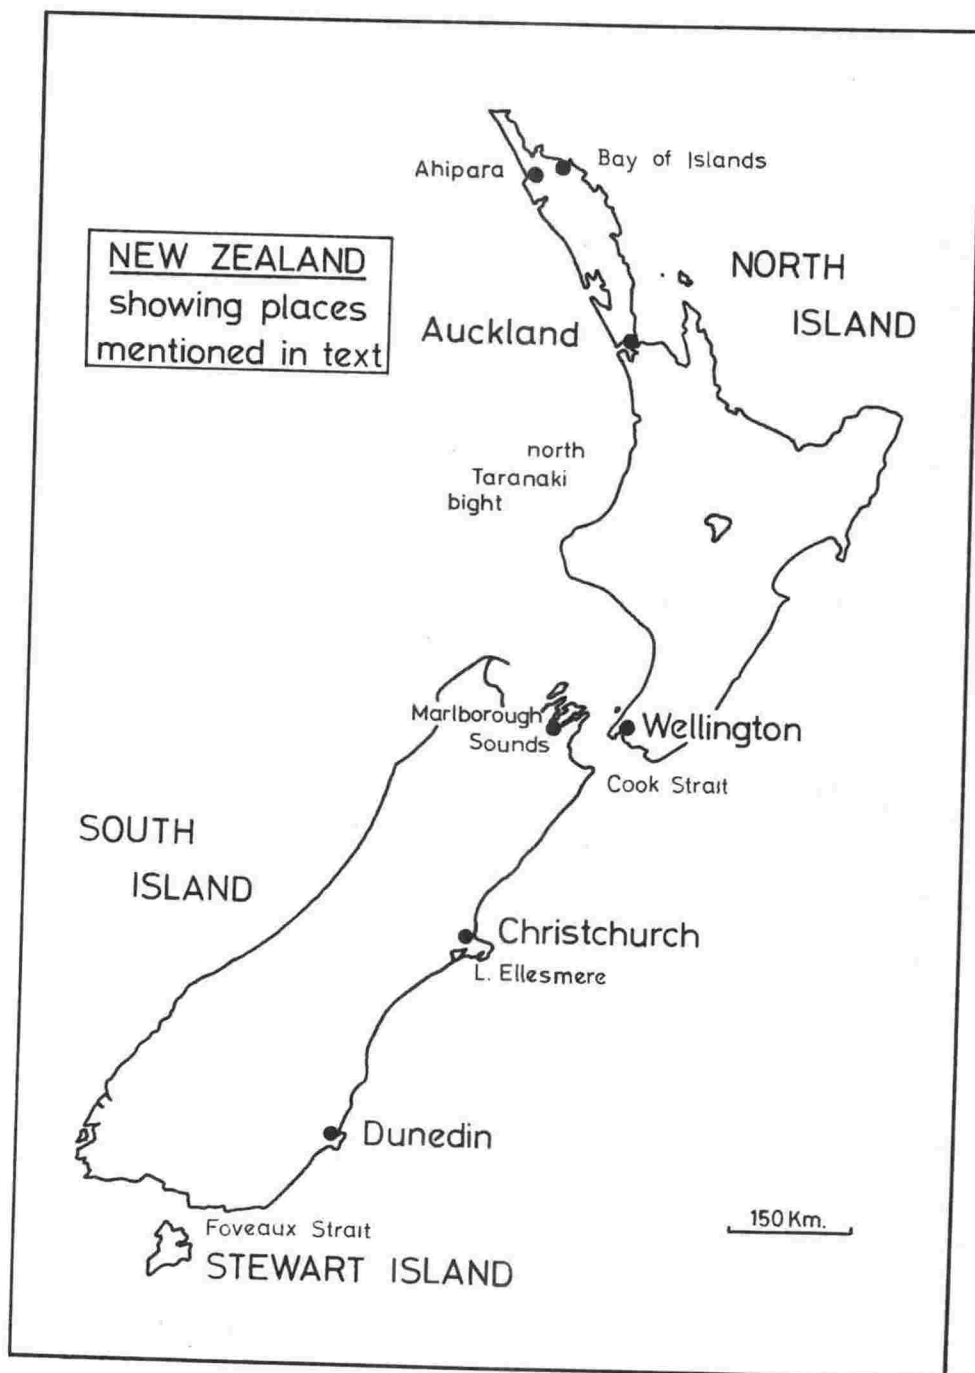 Ahipara
Bay of Islands
NEW ZEALAND
showing places
mentioned in text
NORTH
ISLAND
Auckland
north
Taranaki
bight
Marlborough
Sounds
Wellington
Cook Strait
SOUTH
ISLAND
Christchurch
L. Ellesmere
Dunedin
Foveaux Strait
STEWART ISLAND
150 Km.